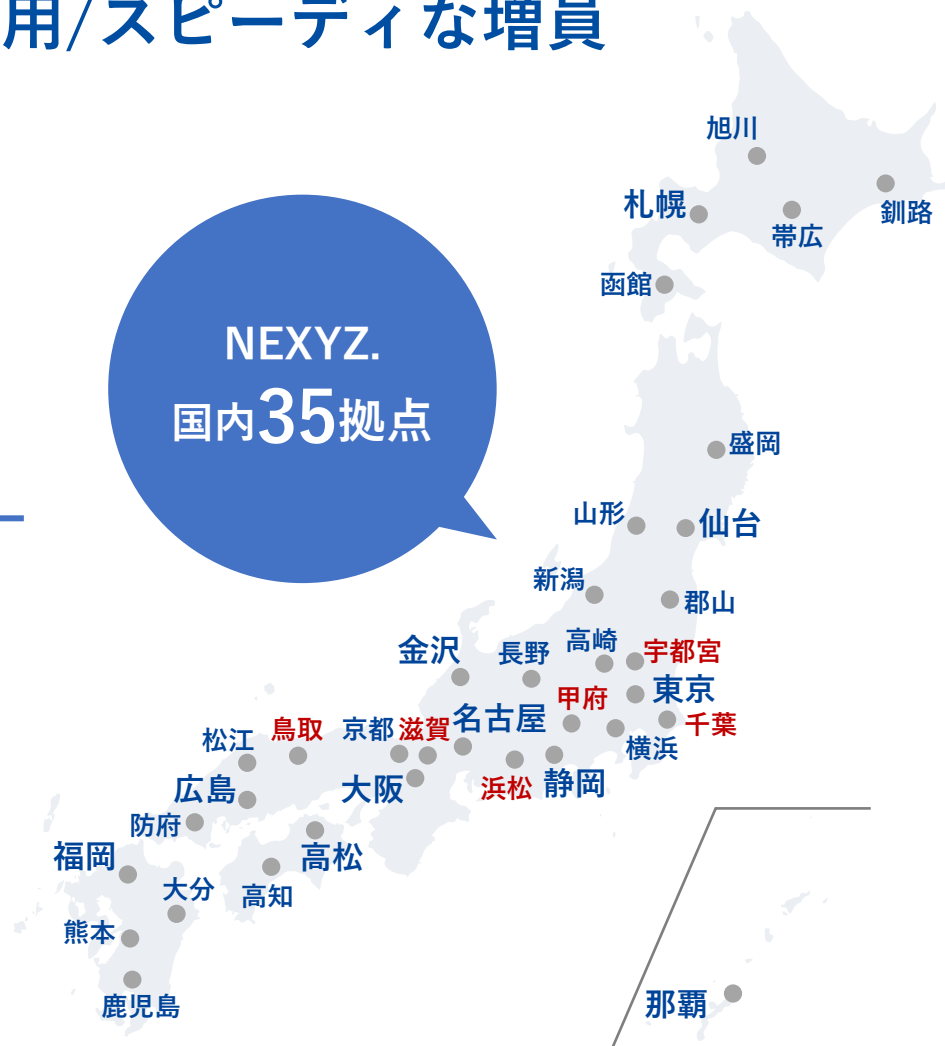 用/スピーディな増員
旭川
札幌
釧路
帯広
函館
NEXYZ.
国内35拠点
盛岡
山形
仙台
新潟
郡山
金沢
長野
高崎
宇都宮
東京
甲府
名古屋
千葉
松江
鳥取
京都
滋賀
横浜
広島
大阪
浜松
静岡
防府
福岡
高松
大分
高知
熊本
鹿児島
那覇